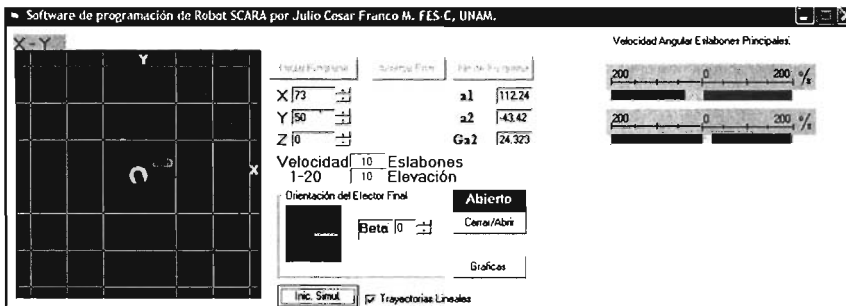 Software de programación de Robot SCARA por Julio Cesar Franco M. FES-C, UNAM.
X - Y
Y
X
X 73
Y 50
Z 0
a1 112.24
a2 -43.42
Ga2 24.323
Velocidad 10 Eslabones
1-20 10 Elevación
Orientación del Efector Final
Beta 0
Abierto
Cerrar/Abrir
Graficas
Inic. Simul.
Trayectorias Lineales
Velocidad Angular Eslabones Principales.
200 0 200 °/s
200 0 200 °/s